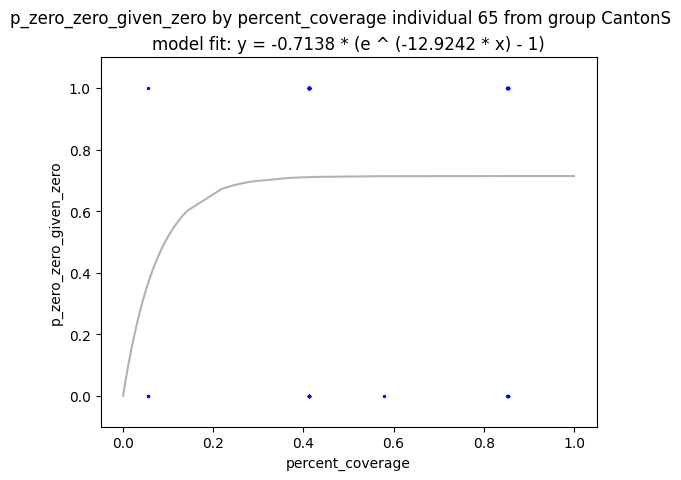 p_zero_zero_given_zero by percent_coverage individual 65 from group CantonS
model fit: y = -0.7138 * (e ^ (-12.9242 * x) - 1)
1.0
0.8
0.6
0.4
0.2
0.0
p_zero_zero_given_zero
0.0 0.2 0.4 0.6 0.8 1.0
percent_coverage